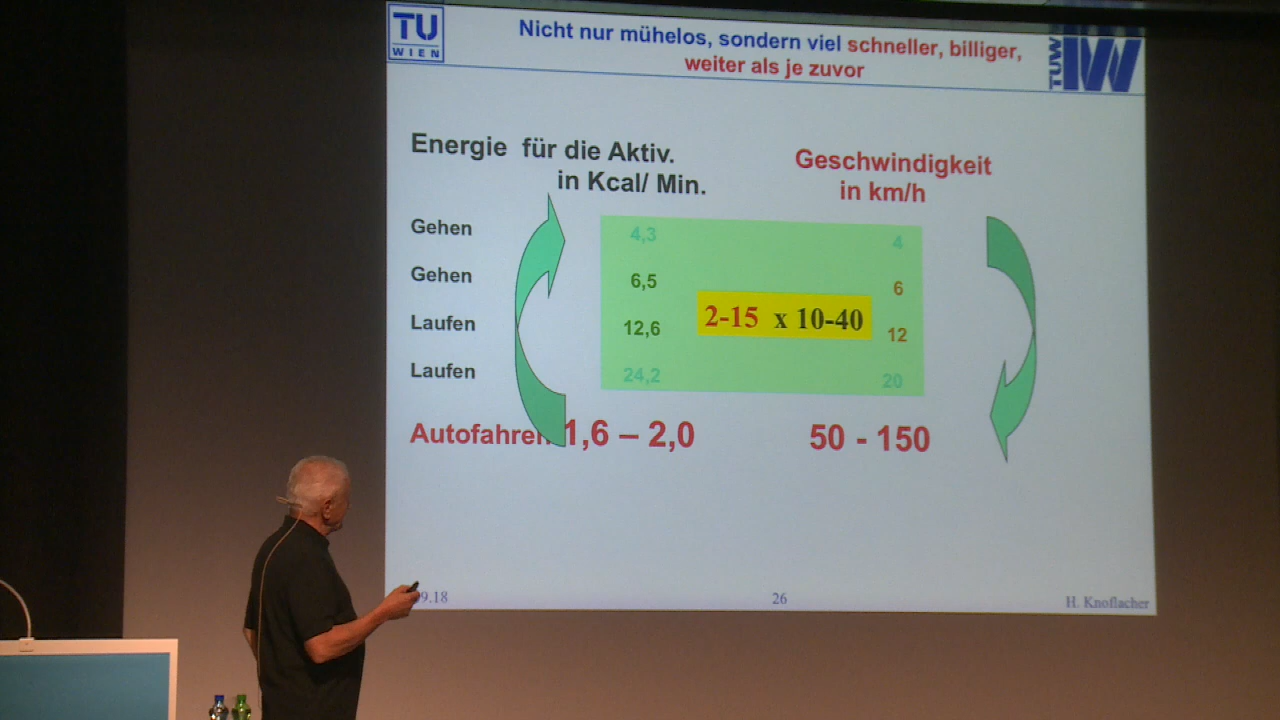 TU
WIEN
Nicht nur mühelos, sondern viel schneller, billiger,
weiter als je zuvor
TUW IW
Energie für die Aktiv.
in Kcal/ Min.
Geschwindigkeit
in km/h
Gehen 4,3 4
Gehen 6,5 6
2-15 x 10-40
Laufen 12,6 12
Laufen 24,2 20
Autofahren 1,6 – 2,0 50 - 150
9.18
26
H. Knoflacher